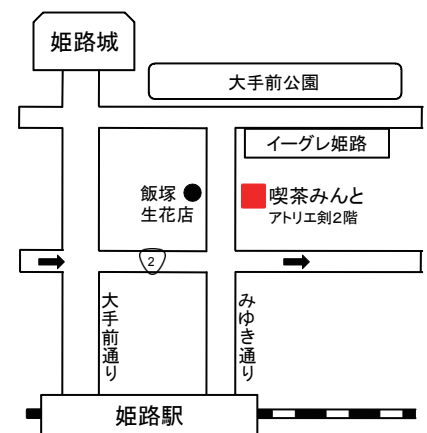 姫路城
大手前公園
イーグレ姫路
飯塚
生花店
喫茶みんと
アトリエ剣2階
2
大手前通り
みゆき通り
姫路駅